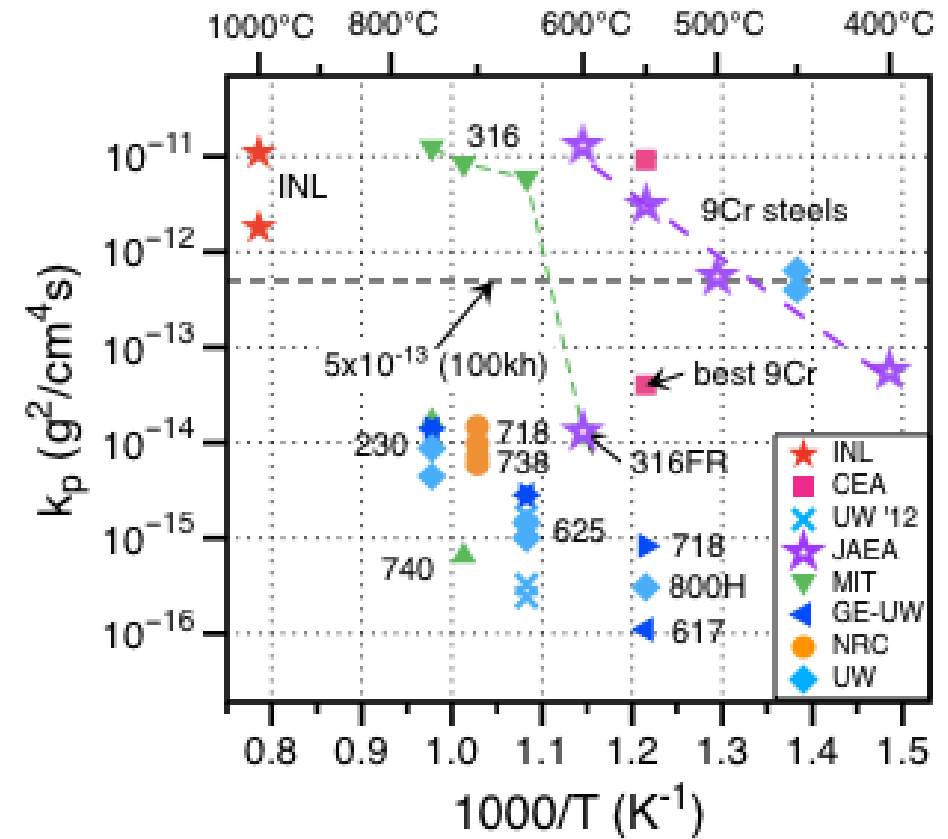 1000°C 800°C 600°C 500°C 400°C
10⁻¹¹
10⁻¹²
10⁻¹³
10⁻¹⁴
10⁻¹⁵
10⁻¹⁶
kₚ (g²/cm⁴s)
316
INL
9Cr steels
5x10⁻¹³ (100kh)
best 9Cr
230
718
738
316FR
625
740
718
800H
617
INL
CEA
UW '12
JAEA
MIT
GE-UW
NRC
UW
0.8 0.9 1.0 1.1 1.2 1.3 1.4 1.5
1000/T (K⁻¹)